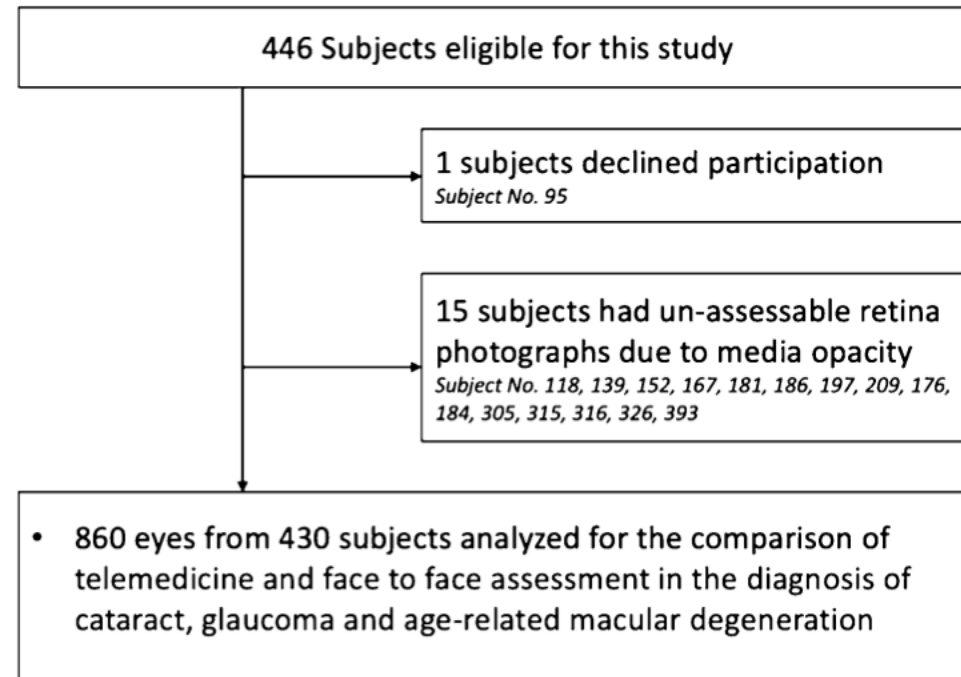 446 Subjects eligible for this study
1 subjects declined participation
Subject No. 95
15 subjects had un-assessable retina
photographs due to media opacity
Subject No. 118, 139, 152, 167, 181, 186, 197, 209, 176,
184, 305, 315, 316, 326, 393
• 860 eyes from 430 subjects analyzed for the comparison of
telemedicine and face to face assessment in the diagnosis of
cataract, glaucoma and age-related macular degeneration